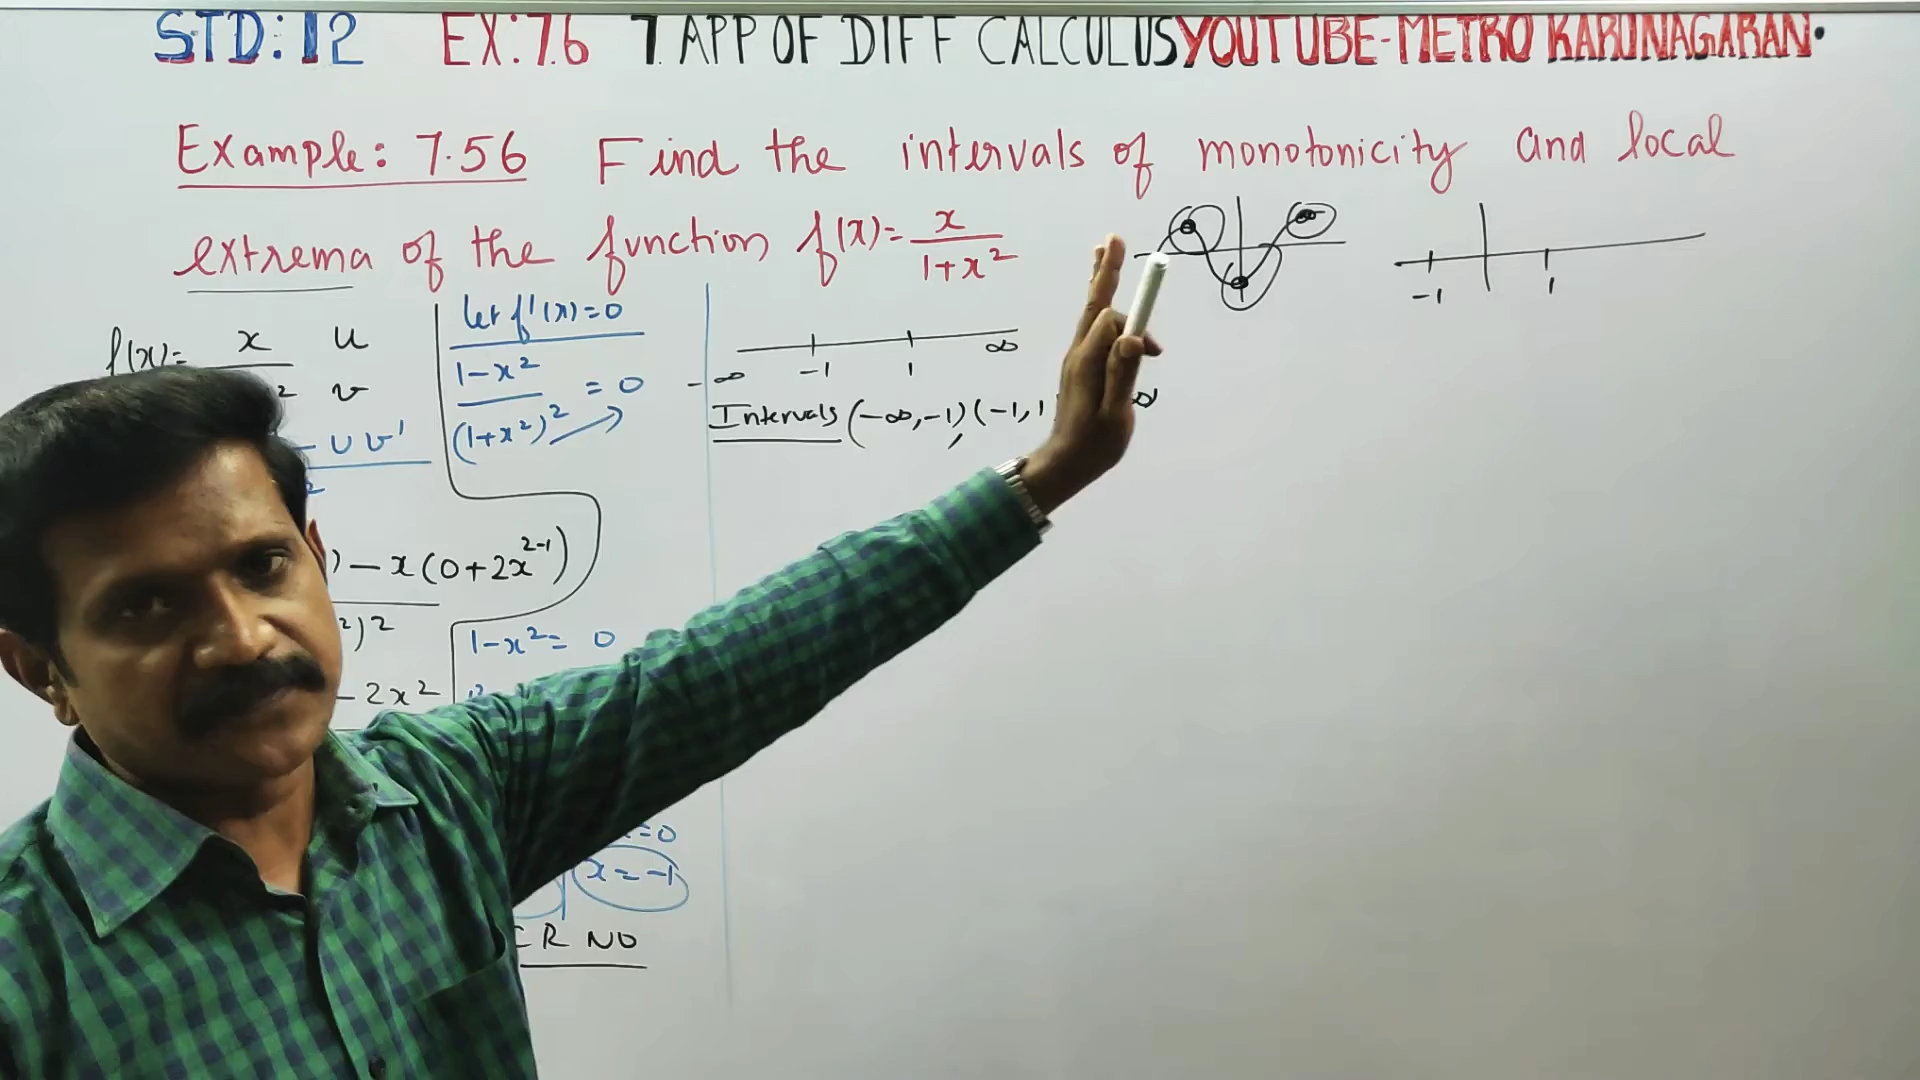 STD: 12 EX: 7.6 7. APP OF DIFF CALCULUS YOUTUBE-METRO KARUNAGARAN.
Example: 7.56 Find the intervals of monotonicity and local
extrema of the function f(x)= x/(1+x²)
f(x)= x u
² v
- u v'
²
) - x(0+2x²⁻¹)
²)²
- 2x²
let f'(x)=0
(1-x²)/(1+x²)² = 0
1-x²= 0
=0
x=-1
CR NO
-∞ -1 1 ∞
Intervals (-∞,-1), (-1,1 ∞
-1 1